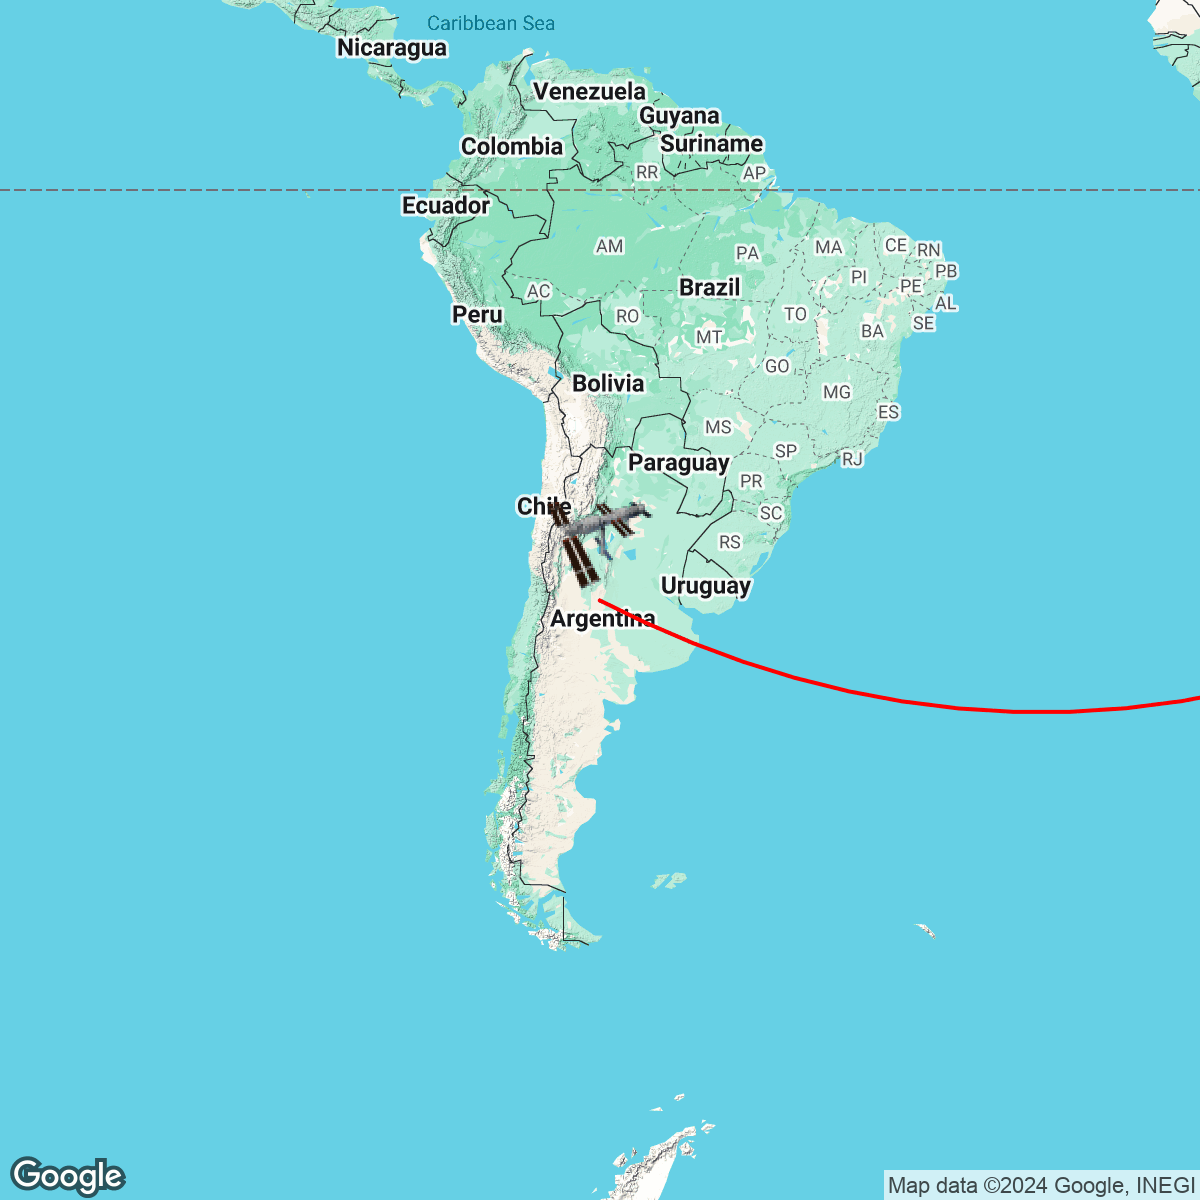 Caribbean Sea
Nicaragua
Venezuela
Guyana
Suriname
Colombia
RR
AP
Ecuador
AM
PA
MA
CE
RN
PI
PB
PE
Brazil
AL
AC
TO
SE
Peru
RO
BA
MT
GO
Bolivia
MG
ES
MS
SP
RJ
Paraguay
PR
Chile
SC
RS
Uruguay
Argentina
Google
Map data ©2024 Google, INEGI